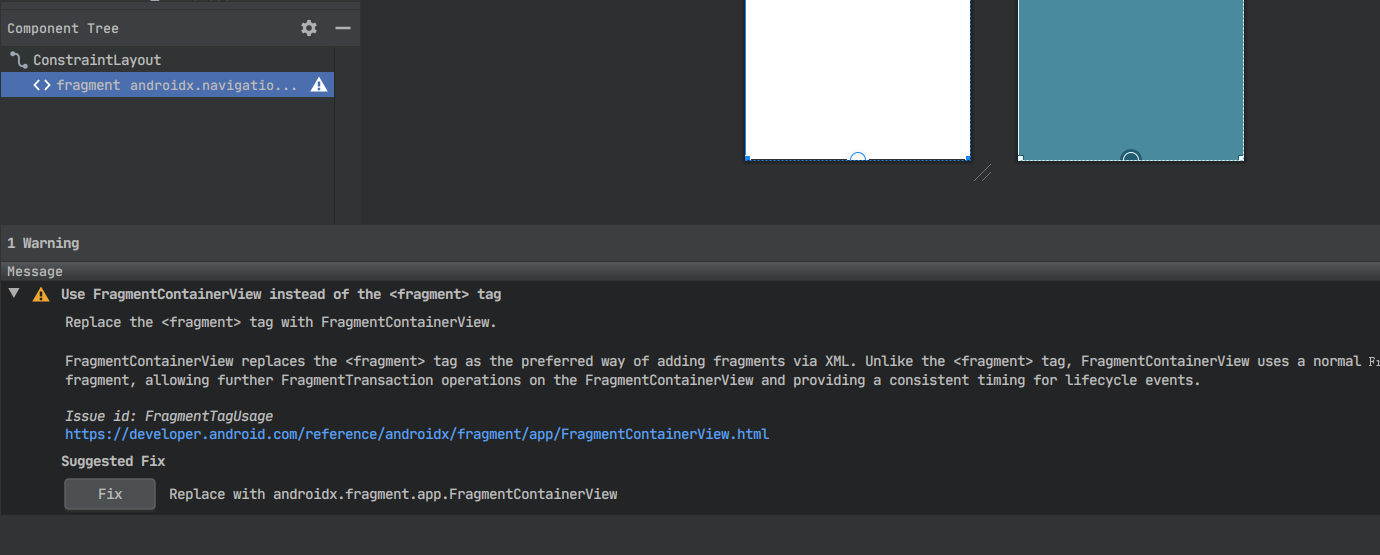 Component Tree
ConstraintLayout
fragment androidx.navigatio...
1 Warning
Message
Use FragmentContainerView instead of the <fragment> tag
Replace the <fragment> tag with FragmentContainerView.
FragmentContainerView replaces the <fragment> tag as the preferred way of adding fragments via XML. Unlike the <fragment> tag, FragmentContainerView uses a normal
fragment, allowing further FragmentTransaction operations on the FragmentContainerView and providing a consistent timing for lifecycle events.
Issue id: FragmentTagUsage
https://developer.android.com/reference/androidx/fragment/app/FragmentContainerView.html
Suggested Fix
Fix Replace with androidx.fragment.app.FragmentContainerView